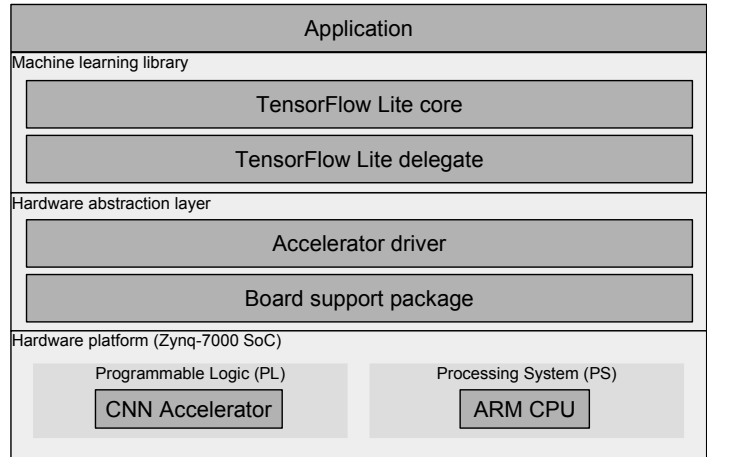 Application
Machine learning library
TensorFlow Lite core
TensorFlow Lite delegate
Hardware abstraction layer
Accelerator driver
Board support package
Hardware platform (Zynq-7000 SoC)
Programmable Logic (PL)
Processing System (PS)
CNN Accelerator
ARM CPU